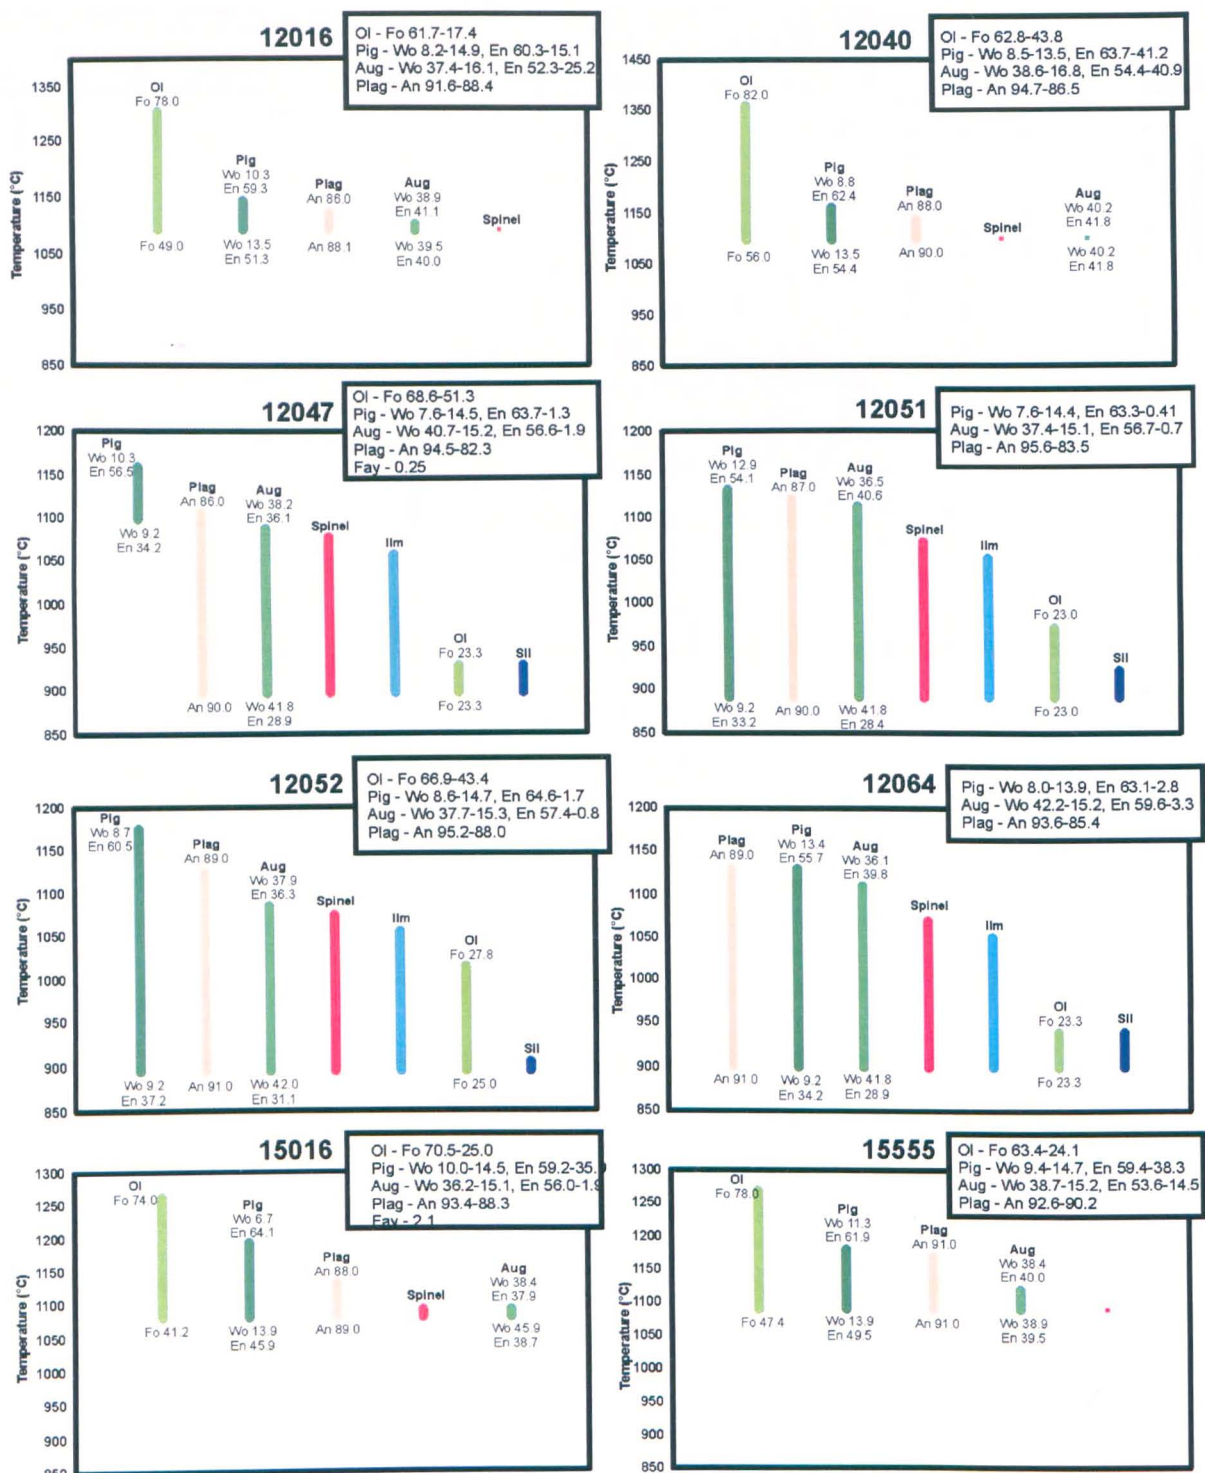 12016
Ol - Fo 61.7-17.4
Pig - Wo 8.2-14.9, En 60.3-15.1
Aug - Wo 37.4-16.1, En 52.3-25.2
Plag - An 91.6-88.4
Temperature (°C)
1350
1250
1150
1050
950
850
Ol
Fo 78.0
Fo 49.0
Pig
Wo 10.3
En 59.3
Wo 13.5
En 51.3
Plag
An 86.0
An 88.1
Aug
Wo 38.9
En 41.1
Wo 39.5
En 40.0
Spinel
12040
Ol - Fo 62.8-43.8
Pig - Wo 8.5-13.5, En 63.7-41.2
Aug - Wo 38.6-16.8, En 54.4-40.9
Plag - An 94.7-86.5
Temperature (°C)
1450
1350
1250
1150
1050
950
850
Ol
Fo 82.0
Fo 56.0
Pig
Wo 8.8
En 62.4
Wo 13.5
En 54.4
Plag
An 88.0
An 90.0
Spinel
Aug
Wo 40.2
En 41.8
Wo 40.2
En 41.8
12047
Ol - Fo 68.6-51.3
Pig - Wo 7.6-14.5, En 63.7-1.3
Aug - Wo 40.7-15.2, En 56.6-1.9
Plag - An 94.5-82.3
Fay - 0.25
Temperature (°C)
1200
1150
1100
1050
1000
950
900
850
Pig
Wo 10.3
En 56.5
Wo 9.2
En 34.2
Plag
An 86.0
An 90.0
Aug
Wo 38.2
En 36.1
Wo 41.8
En 28.9
Spinel
Ilm
Ol
Fo 23.3
Fo 23.3
Sil
12051
Pig - Wo 7.6-14.4, En 63.3-0.41
Aug - Wo 37.4-15.1, En 56.7-0.7
Plag - An 95.6-83.5
Temperature (°C)
1200
1150
1100
1050
1000
950
900
850
Pig
Wo 12.9
En 54.1
Wo 9.2
En 33.2
Plag
An 87.0
An 90.0
Aug
Wo 36.5
En 40.6
Wo 41.8
En 28.4
Spinel
Ilm
Ol
Fo 23.0
Fo 23.0
Sil
12052
Ol - Fo 66.9-43.4
Pig - Wo 8.6-14.7, En 64.6-1.7
Aug - Wo 37.7-15.3, En 57.4-0.8
Plag - An 95.2-88.0
Temperature (°C)
1200
1150
1100
1050
1000
950
900
850
Pig
Wo 8.7
En 60.5
Wo 9.2
En 37.2
Plag
An 89.0
An 91.0
Aug
Wo 37.9
En 36.3
Wo 42.0
En 31.1
Spinel
Ilm
Ol
Fo 27.8
Fo 25.0
Sil
12064
Pig - Wo 8.0-13.9, En 63.1-2.8
Aug - Wo 42.2-15.2, En 59.6-3.3
Plag - An 93.6-85.4
Temperature (°C)
1200
1150
1100
1050
1000
950
900
850
Plag
An 89.0
An 91.0
Pig
Wo 13.4
En 55.7
Wo 9.2
En 34.2
Aug
Wo 36.1
En 39.8
Wo 41.8
En 28.9
Spinel
Ilm
Ol
Fo 23.3
Fo 23.3
Sil
15016
Ol - Fo 70.5-25.0
Pig - Wo 10.0-14.5, En 59.2-35.
Aug - Wo 36.2-15.1, En 56.0-1.9
Plag - An 93.4-88.3
Fay - 2.1
Temperature (°C)
1300
1250
1200
1150
1100
1050
1000
950
900
850
Ol
Fo 74.0
Fo 41.2
Pig
Wo 6.7
En 64.1
Wo 13.9
En 45.9
Plag
An 88.0
An 89.0
Spinel
Aug
Wo 38.4
En 37.9
Wo 45.9
En 38.7
15555
Ol - Fo 63.4-24.1
Pig - Wo 9.4-14.7, En 59.4-38.3
Aug - Wo 38.7-15.2, En 53.6-14.5
Plag - An 92.6-90.2
Temperature (°C)
1300
1250
1200
1150
1100
1050
1000
950
900
850
Ol
Fo 78.0
Fo 47.4
Pig
Wo 11.3
En 61.9
Wo 13.9
En 49.5
Plag
An 91.0
An 91.0
Aug
Wo 38.4
En 40.0
Wo 38.9
En 39.5